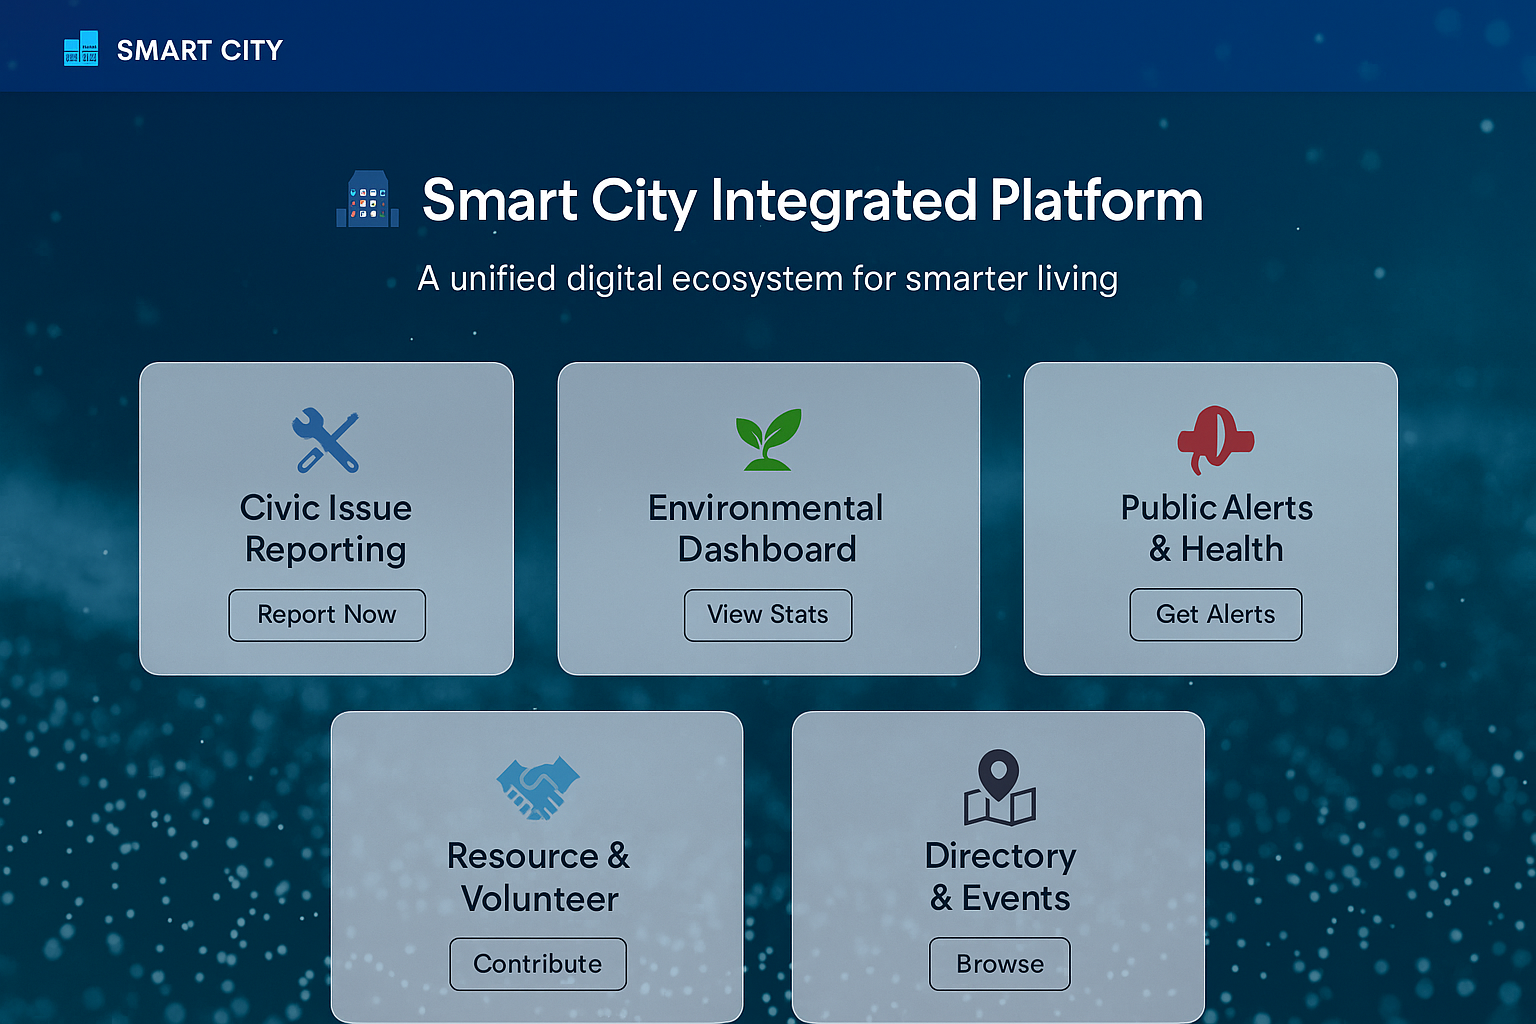 SMART CITY
Smart City Integrated Platform
A unified digital ecosystem for smarter living
Civic Issue
Reporting
Report Now
Environmental
Dashboard
View Stats
Public Alerts
& Health
Get Alerts
Resource &
Volunteer
Contribute
Directory
& Events
Browse